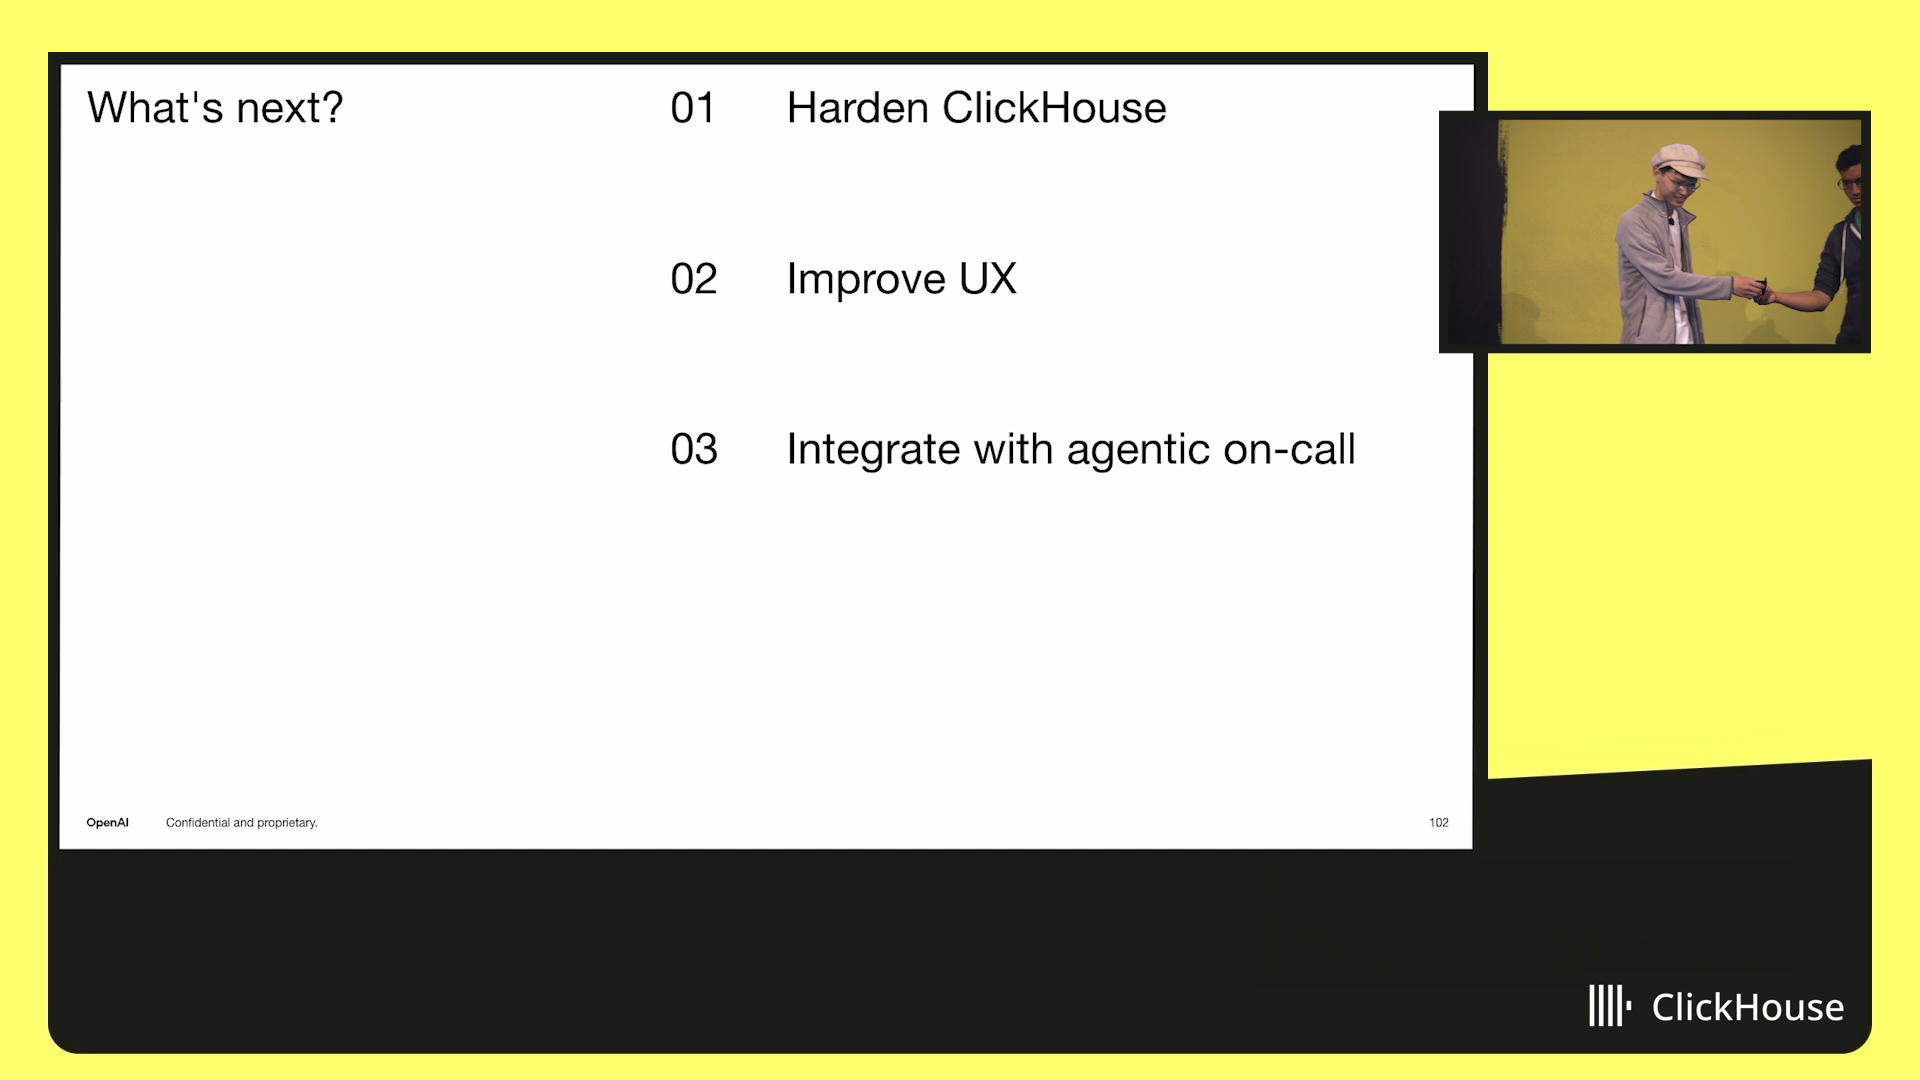 What's next?
01 Harden ClickHouse
02 Improve UX
03 Integrate with agentic on-call
OpenAI Confidential and proprietary. 102
ClickHouse